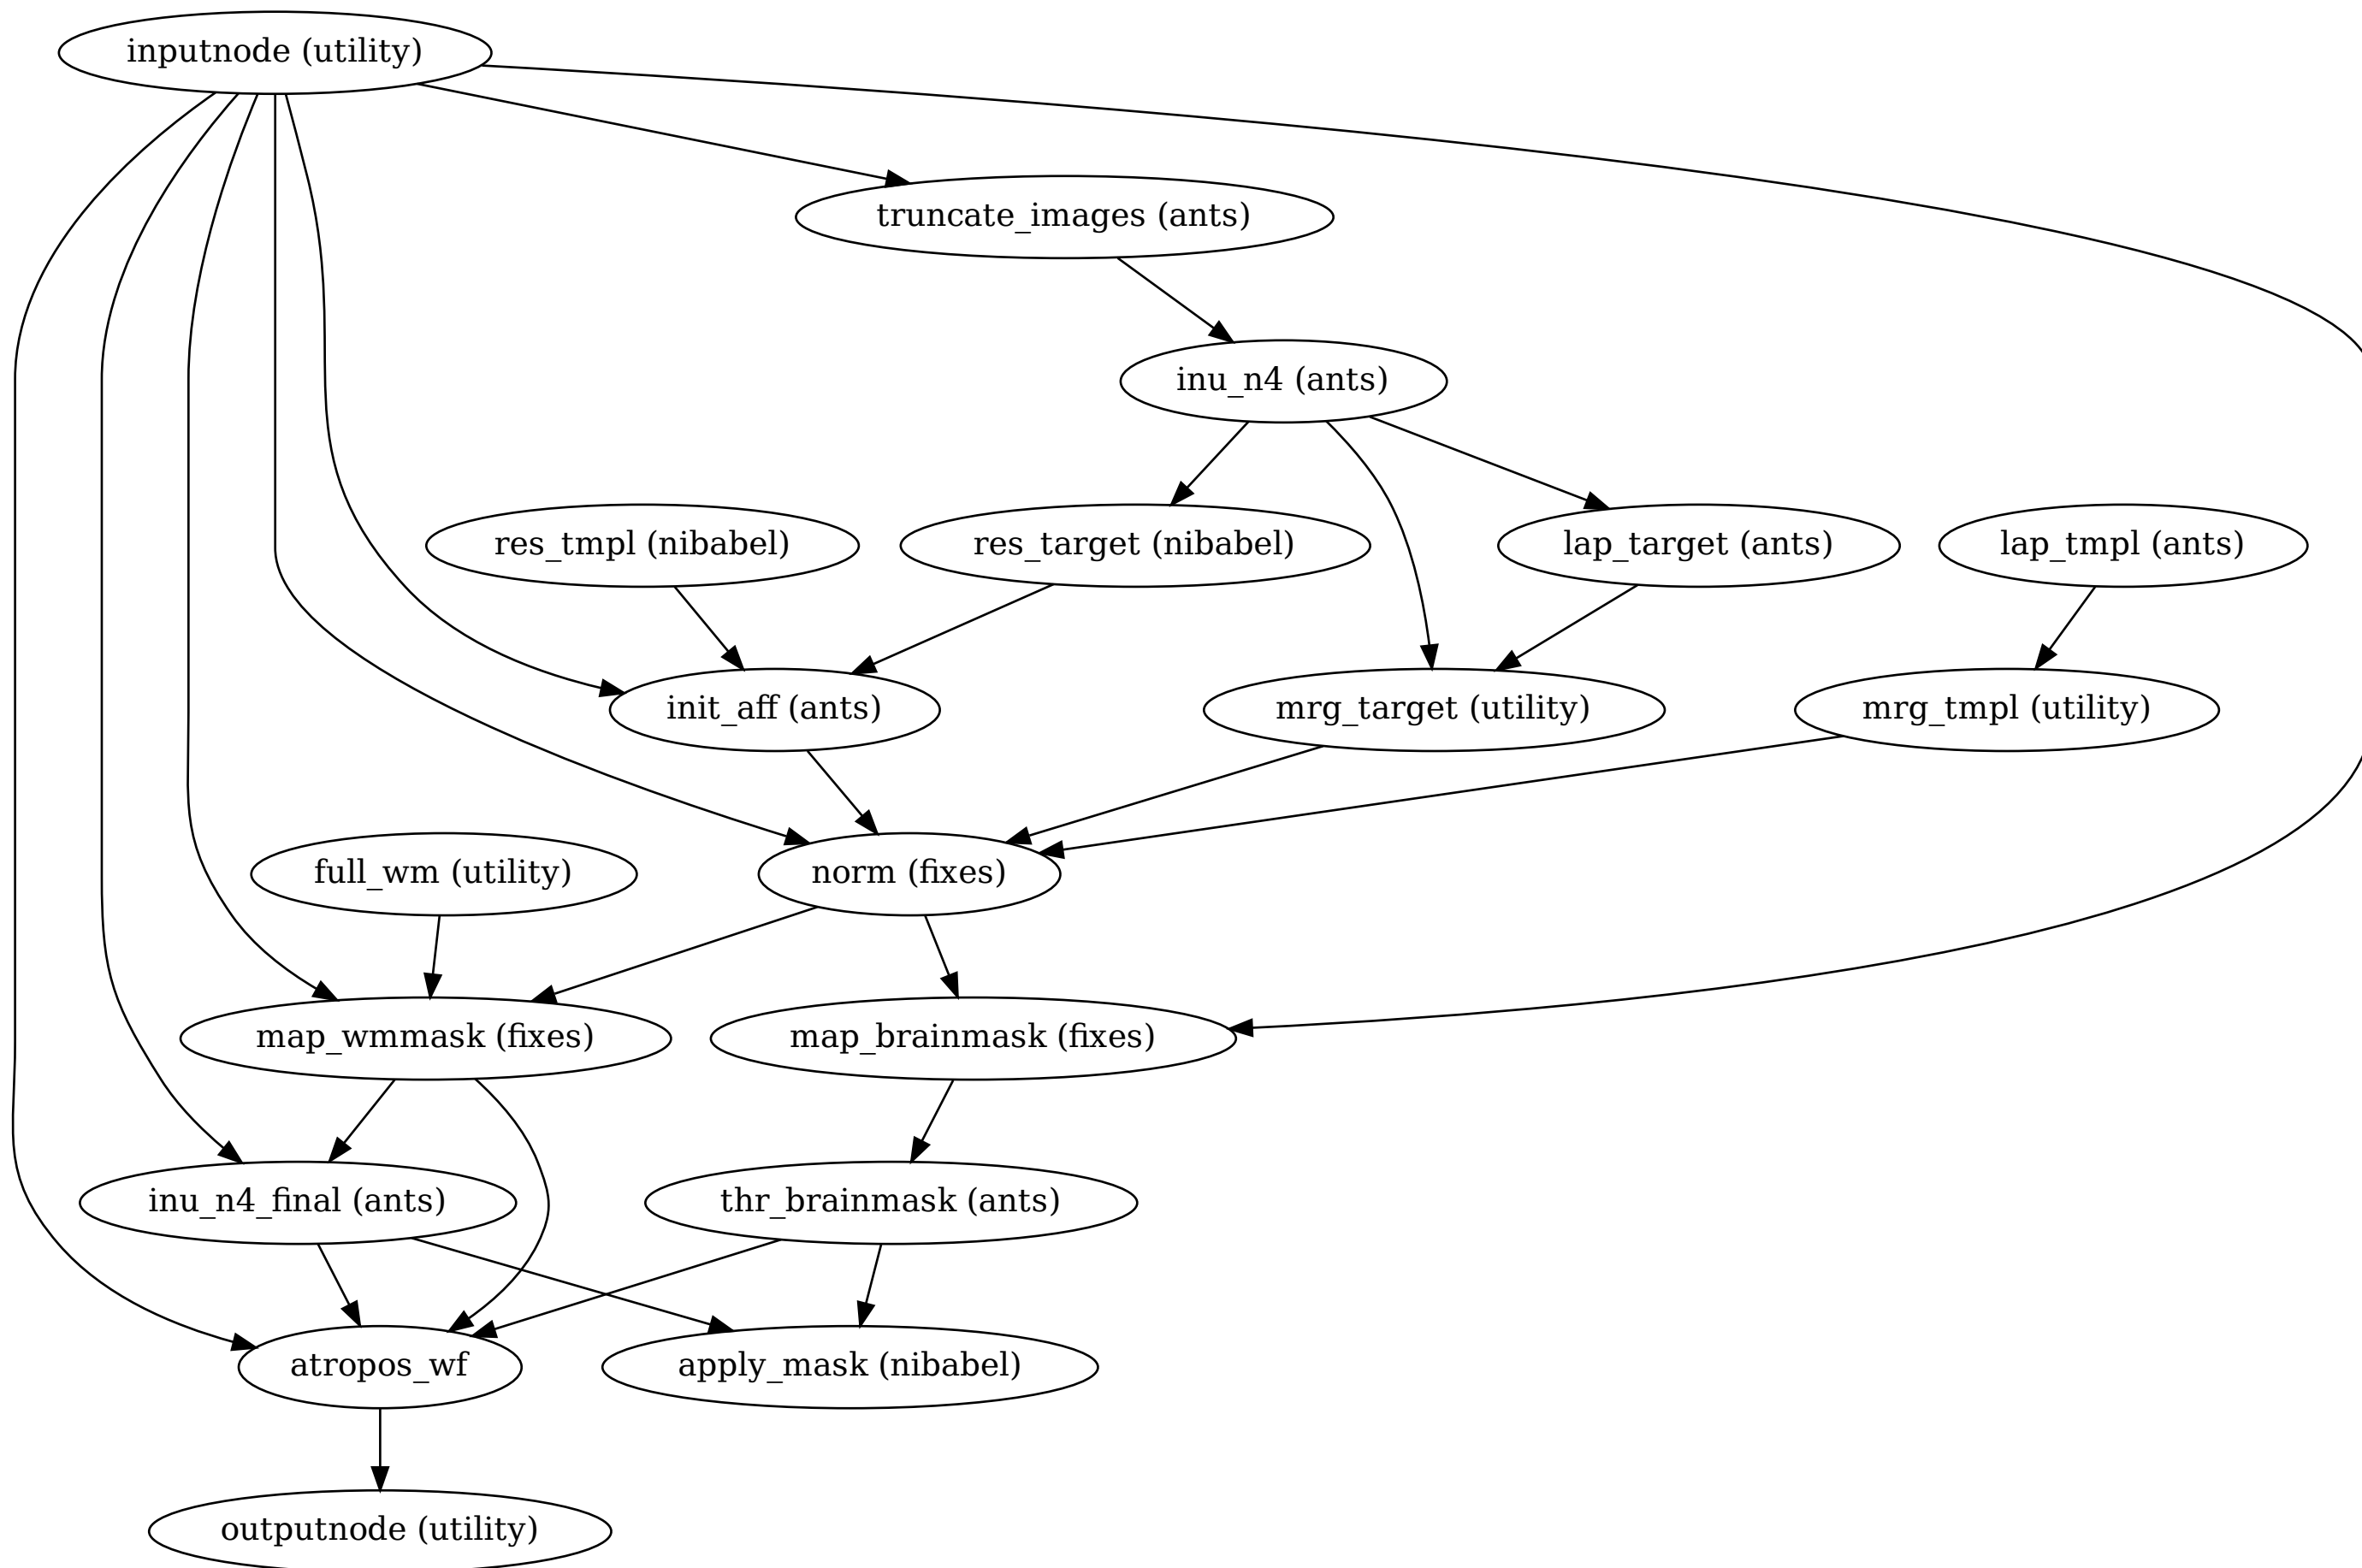 inputnode (utility)
truncate_images (ants)
inu_n4 (ants)
res_tmpl (nibabel)
res_target (nibabel)
lap_target (ants)
lap_tmpl (ants)
init_aff (ants)
mrg_target (utility)
mrg_tmpl (utility)
full_wm (utility)
norm (fixes)
map_wmmask (fixes)
map_brainmask (fixes)
inu_n4_final (ants)
thr_brainmask (ants)
atropos_wf
apply_mask (nibabel)
outputnode (utility)